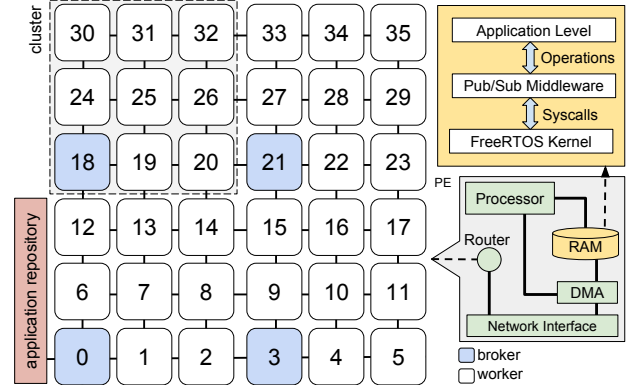 cluster
30 31 32 33 34 35
24 25 26 27 28 29
18 19 20 21 22 23
12 13 14 15 16 17
6 7 8 9 10 11
0 1 2 3 4 5
application repository
Application Level
Operations
Pub/Sub Middleware
Syscalls
FreeRTOS Kernel
PE
Processor
Router
RAM
DMA
Network Interface
broker
worker